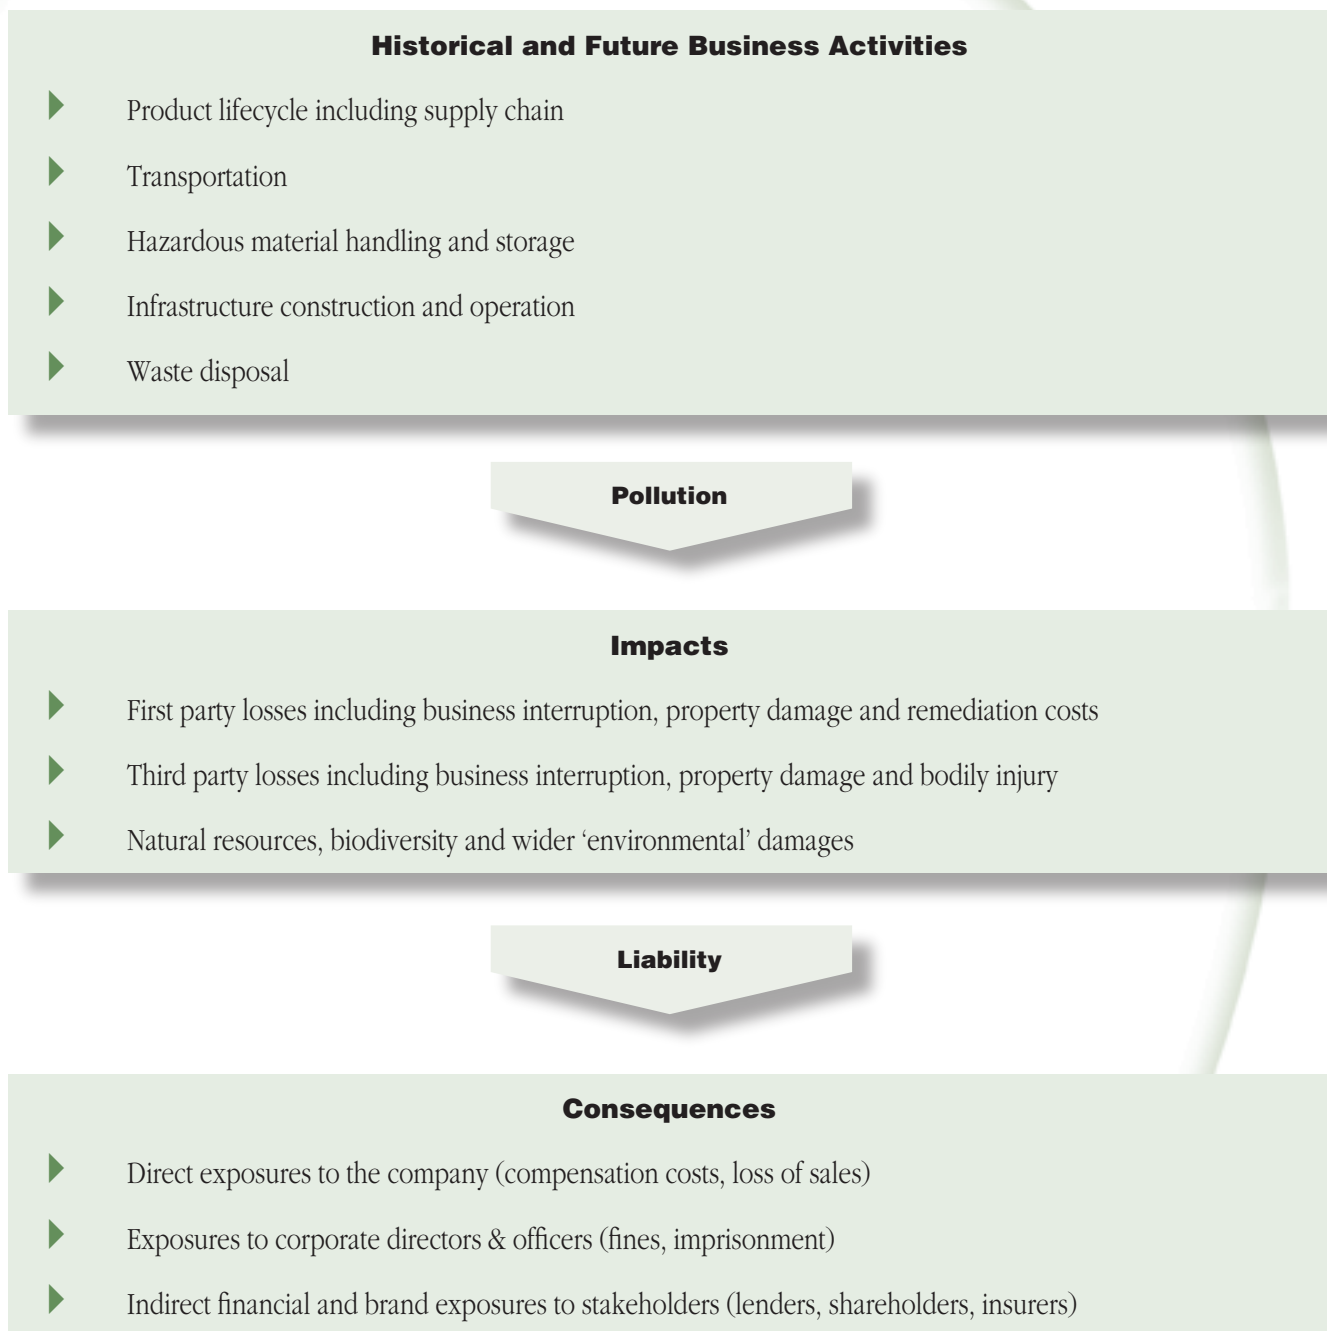 Historical and Future Business Activities
Product lifecycle including supply chain
Transportation
Hazardous material handling and storage
Infrastructure construction and operation
Waste disposal
Pollution
Impacts
First party losses including business interruption, property damage and remediation costs
Third party losses including business interruption, property damage and bodily injury
Natural resources, biodiversity and wider ‘environmental’ damages
Liability
Consequences
Direct exposures to the company (compensation costs, loss of sales)
Exposures to corporate directors & officers (fines, imprisonment)
Indirect financial and brand exposures to stakeholders (lenders, shareholders, insurers)